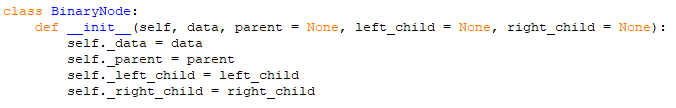 class BinaryNode:
    def __init__(self, data, parent = None, left_child = None, right_child = None):
        self._data = data
        self._parent = parent
        self._left_child = left_child
        self._right_child = right_child